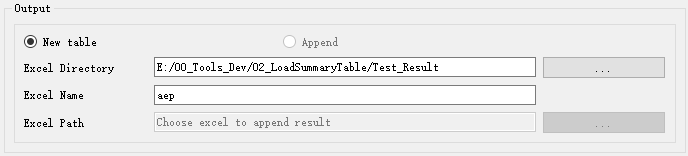 Output
New table Append
Excel Directory E:/00_Tools_Dev/02_LoadSummaryTable/Test_Result ...
Excel Name aep
Excel Path Choose excel to append result ...